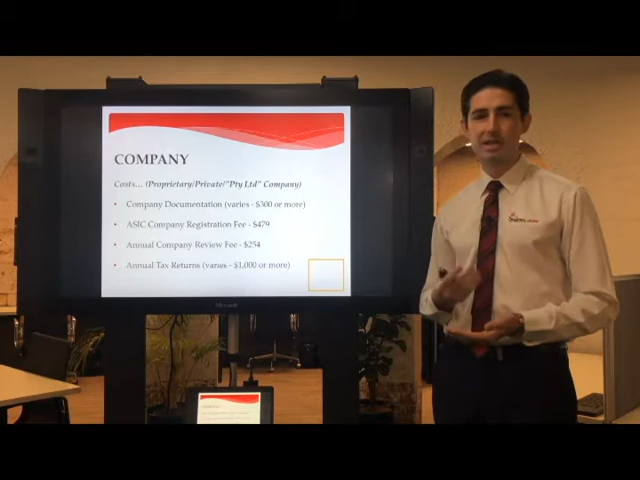 COMPANY
Costs… (Proprietary/Private/"Pty Ltd" Company)
• Company Documentation (varies - $300 or more)
• ASIC Company Registration Fee - $479
• Annual Company Review Fee - $254
• Annual Tax Returns (varies - $1,000 or more)
Microsoft